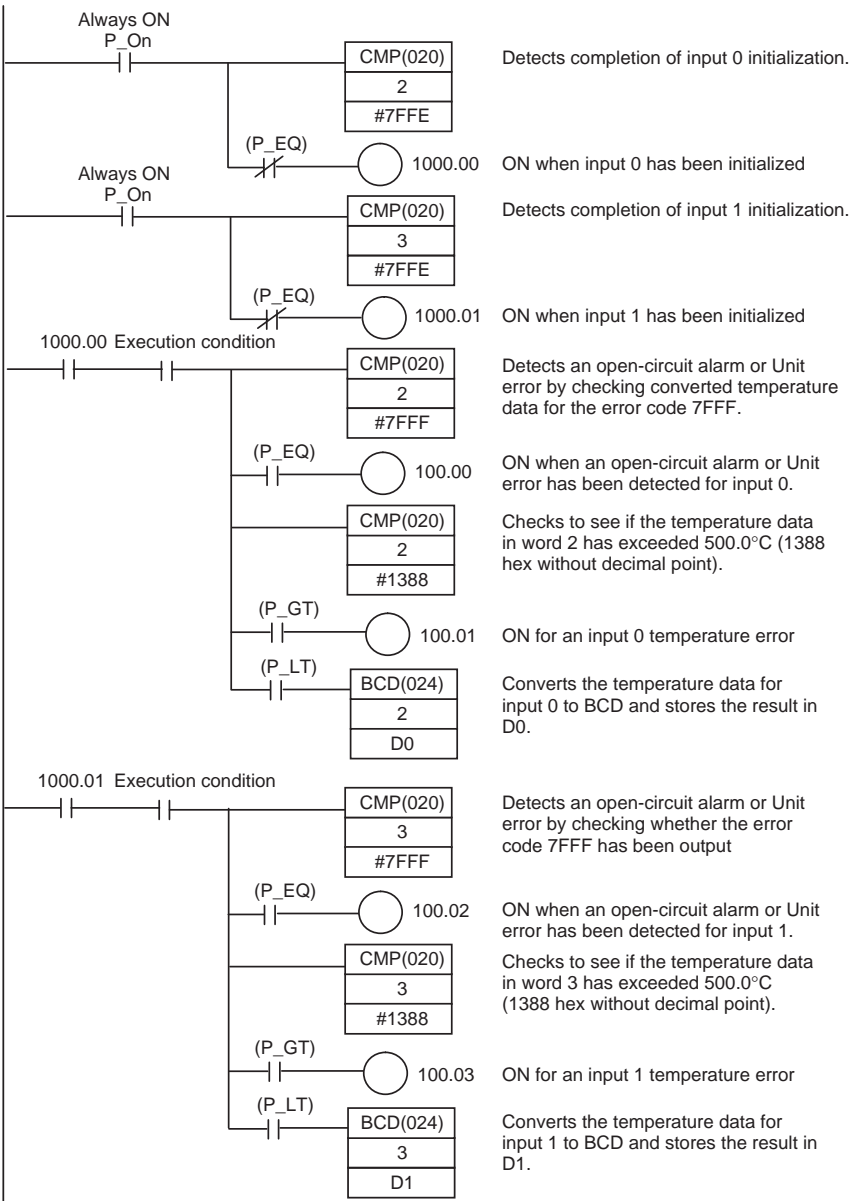 Always ON
P_On
CMP(020)
2
#7FFE
Detects completion of input 0 initialization.
(P_EQ)
1000.00
ON when input 0 has been initialized
Always ON
P_On
CMP(020)
3
#7FFE
Detects completion of input 1 initialization.
(P_EQ)
1000.01
ON when input 1 has been initialized
1000.00 Execution condition
CMP(020)
2
#7FFF
Detects an open-circuit alarm or Unit
error by checking converted temperature
data for the error code 7FFF.
(P_EQ)
100.00
ON when an open-circuit alarm or Unit
error has been detected for input 0.
CMP(020)
2
#1388
Checks to see if the temperature data
in word 2 has exceeded 500.0°C (1388
hex without decimal point).
(P_GT)
100.01
ON for an input 0 temperature error
(P_LT)
BCD(024)
2
D0
Converts the temperature data for
input 0 to BCD and stores the result in
D0.
1000.01 Execution condition
CMP(020)
3
#7FFF
Detects an open-circuit alarm or Unit
error by checking whether the error
code 7FFF has been output
(P_EQ)
100.02
ON when an open-circuit alarm or Unit
error has been detected for input 1.
CMP(020)
3
#1388
Checks to see if the temperature data
in word 3 has exceeded 500.0°C
(1388 hex without decimal point).
(P_GT)
100.03
ON for an input 1 temperature error
(P_LT)
BCD(024)
3
D1
Converts the temperature data for
input 1 to BCD and stores the result in
D1.